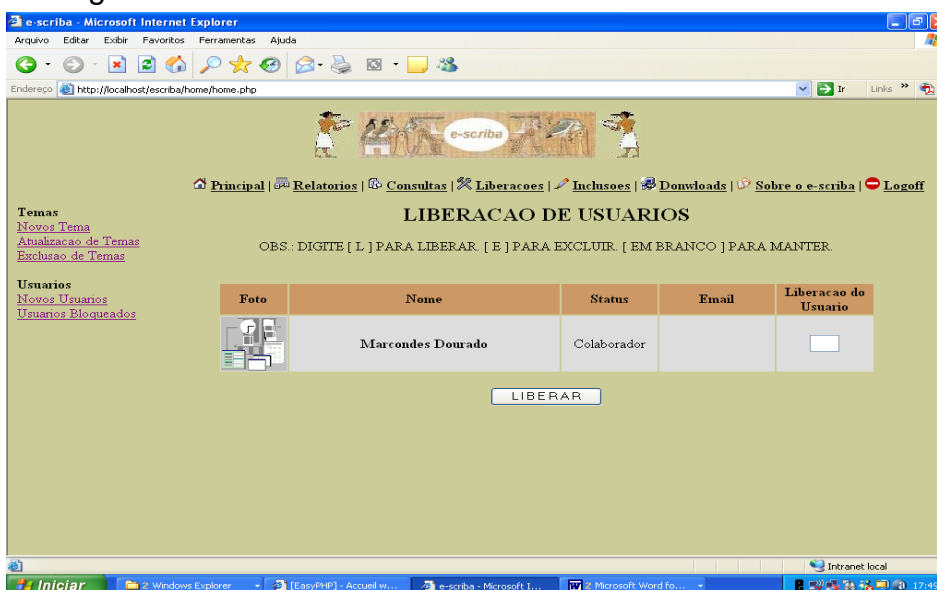 e-scriba - Microsoft Internet Explorer
Arquivo Editar Exibir Favoritos Ferramentas Ajuda
Endereço http://localhost/escriba/home/home.php Ir Links »
e-scriba
Principal | Relatorios | Consultas | Liberacoes | Inclusoes | Donwloads | Sobre o e-scriba | Logoff
Temas
Novos Tema
Atualizacao de Temas
Exclusao de Temas
Usuarios
Novos Usuarios
Usuarios Bloqueados
LIBERACAO DE USUARIOS
OBS.: DIGITE [ L ] PARA LIBERAR. [ E ] PARA EXCLUIR. [ EM BRANCO ] PARA MANTER.
Foto Nome Status Email Liberacao do Usuario
Marcondes Dourado Colaborador
LIBERAR
Intranet local
Iniciar 2 Windows Explorer [EasyPHP] - Accueil w... e-scriba - Microsoft I... 2 Microsoft Word fo... 17:49